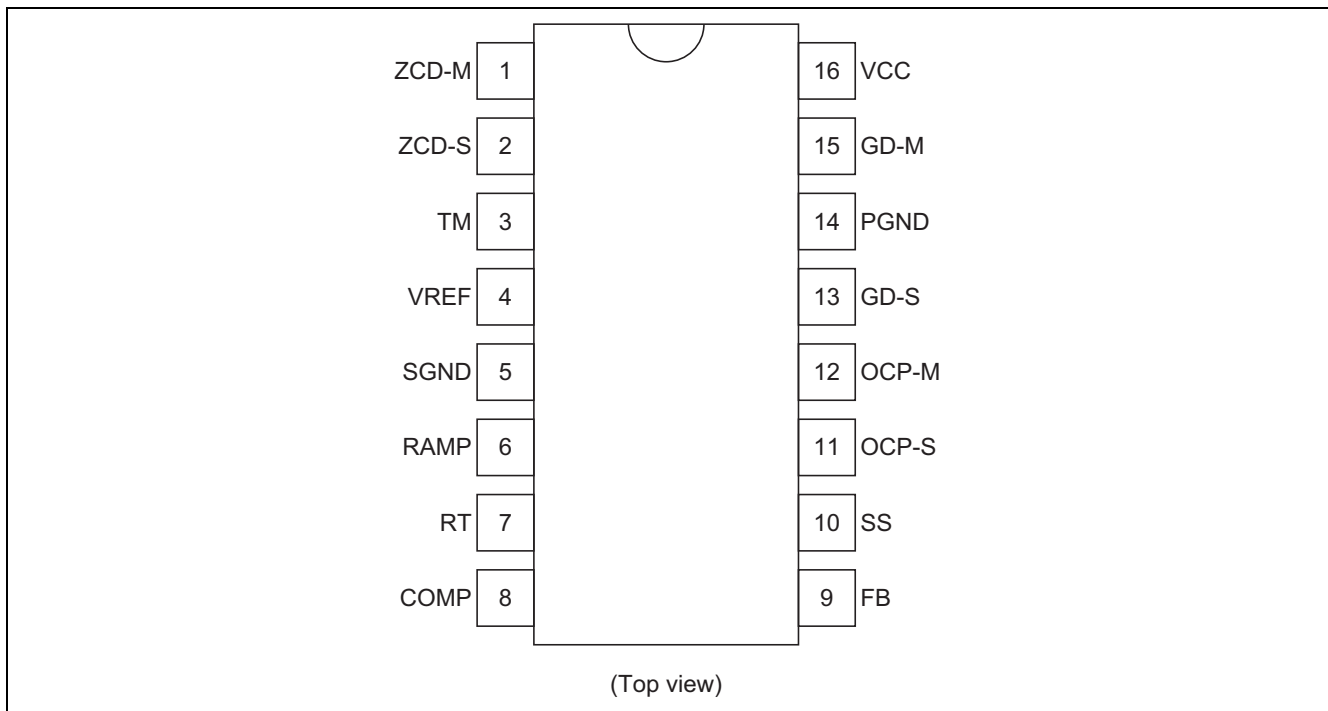 ZCD-M 1 16 VCC
ZCD-S 2 15 GD-M
TM 3 14 PGND
VREF 4 13 GD-S
SGND 5 12 OCP-M
RAMP 6 11 OCP-S
RT 7 10 SS
COMP 8 9 FB
(Top view)